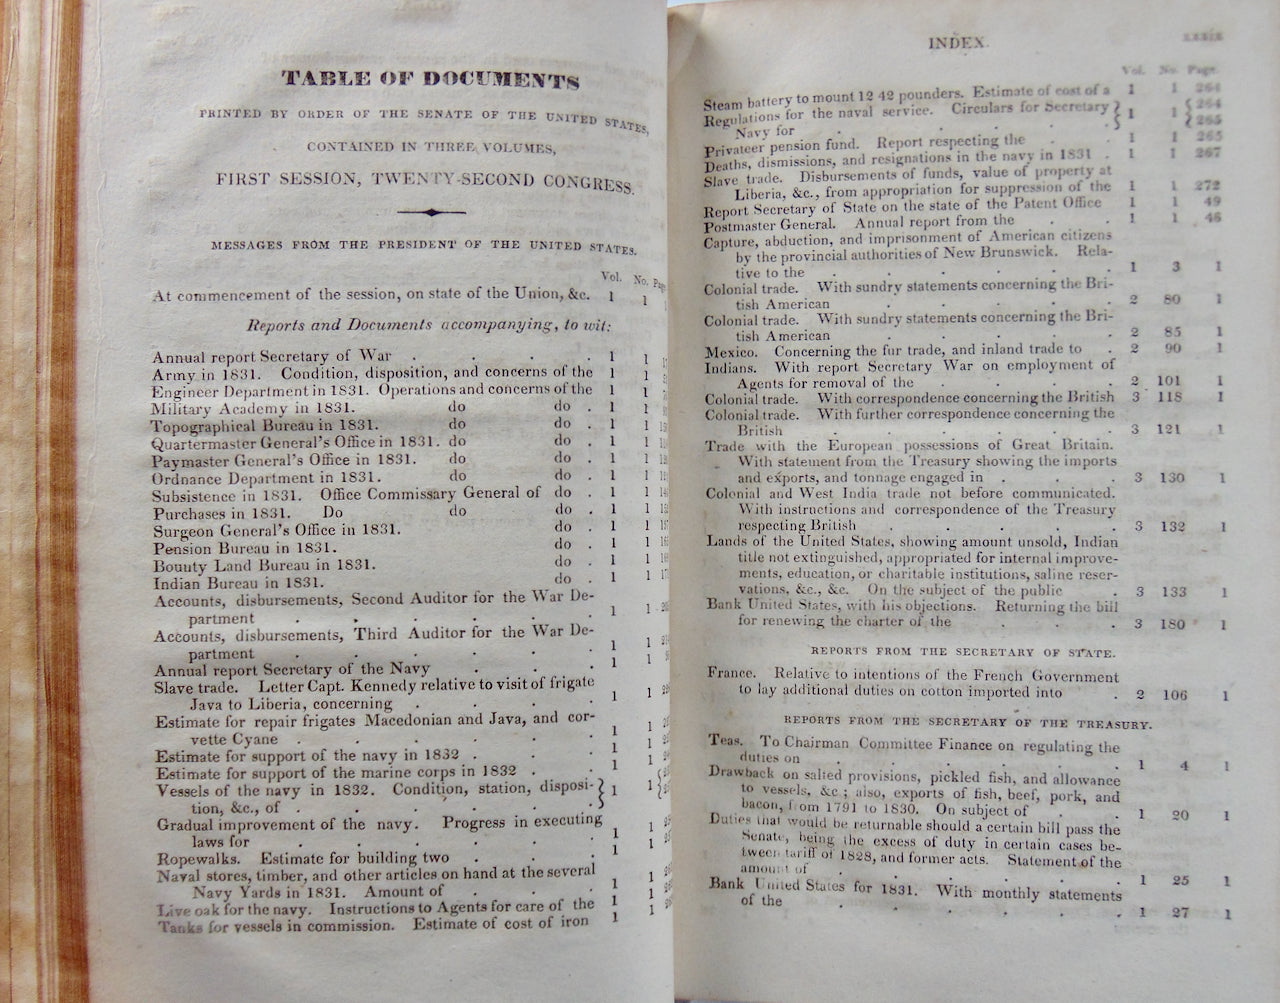 TABLE OF DOCUMENTS
PRINTED BY ORDER OF THE SENATE OF THE UNITED STATES,
CONTAINED IN THREE VOLUMES,
FIRST SESSION, TWENTY-SECOND CONGRESS.
MESSAGES FROM THE PRESIDENT OF THE UNITED STATES.
Vol. No. Page
At commencement of the session, on state of the Union, &c. 1 1
Reports and Documents accompanying, to wit:
Annual report Secretary of War . . . . 1 1
Army in 1831. Condition, disposition, and concerns of the 1 1
Engineer Department in 1831. Operations and concerns of the 1 1
Military Academy in 1831. do do . 1 1
Topographical Bureau in 1831. do do . 1 1
Quartermaster General's Office in 1831. do do . 1 1
Paymaster General's Office in 1831. do do . 1 1
Ordnance Department in 1831. do do . 1 1
Subsistence in 1831. Office Commissary General of do . 1 1
Purchases in 1831. Do do do . 1 1
Surgeon General's Office in 1831. do . 1 1
Pension Bureau in 1831. do . 1 1
Bounty Land Bureau in 1831. do . 1 1
Indian Bureau in 1831. do . 1 1
Accounts, disbursements, Second Auditor for the War De-
partment . . . . . . 1 1
Accounts, disbursements, Third Auditor for the War De-
partment . . . . . . 1 1
Annual report Secretary of the Navy . . . 1 1
Slave trade. Letter Capt. Kennedy relative to visit of frigate
Java to Liberia, concerning . . . . 1 1
Estimate for repair frigates Macedonian and Java, and cor-
vette Cyane . . . . . . 1 1
Estimate for support of the navy in 1832 . . . 1 1
Estimate for support of the marine corps in 1832 . . 1 1
Vessels of the navy in 1832. Condition, station, disposi- } 1 1 {
tion, &c., of . . . . . .
Gradual improvement of the navy. Progress in executing
laws for . . . . . . 1 1
Ropewalks. Estimate for building two . . . 1 1
Naval stores, timber, and other articles on hand at the several
Navy Yards in 1831. Amount of . . . 1 1
Live oak for the navy. Instructions to Agents for care of the 1 1
Tanks for vessels in commission. Estimate of cost of iron 1 1
INDEX. xxxix
Vol. No. Page.
Steam battery to mount 12 42 pounders. Estimate of cost of a 1 1 264
Regulations for the naval service. Circulars for Secretary } 1 1 { 264
Navy for . . . . . 265
Privateer pension fund. Report respecting the . . 1 1 265
Deaths, dismissions, and resignations in the navy in 1831 . 1 1 267
Slave trade. Disbursements of funds, value of property at
Liberia, &c., from appropriation for suppression of the 1 1 272
Report Secretary of State on the state of the Patent Office 1 1 49
Postmaster General. Annual report from the . . 1 1 46
Capture, abduction, and imprisonment of American citizens
by the provincial authorities of New Brunswick. Rela-
tive to the . . . . . . 1 3 1
Colonial trade. With sundry statements concerning the Bri-
tish American . . . . . 2 80 1
Colonial trade. With sundry statements concerning the Bri-
tish American . . . . . 2 85 1
Mexico. Concerning the fur trade, and inland trade to . 2 90 1
Indians. With report Secretary War on employment of
Agents for removal of the . . . . 2 101 1
Colonial trade. With correspondence concerning the British 3 118 1
Colonial trade. With further correspondence concerning the
British . . . . . . 3 121 1
Trade with the European possessions of Great Britain.
With statement from the Treasury showing the imports
and exports, and tonnage engaged in . . . 3 130 1
Colonial and West India trade not before communicated.
With instructions and correspondence of the Treasury
respecting British . . . . . 3 132 1
Lands of the United States, showing amount unsold, Indian
title not extinguished, appropriated for internal improve-
ments, education, or charitable institutions, saline reser-
vations, &c., &c. On the subject of the public . 3 133 1
Bank United States, with his objections. Returning the bill
for renewing the charter of the . . . 3 180 1
REPORTS FROM THE SECRETARY OF STATE.
France. Relative to intentions of the French Government
to lay additional duties on cotton imported into . 2 106 1
REPORTS FROM THE SECRETARY OF THE TREASURY.
Teas. To Chairman Committee Finance on regulating the
duties on . . . . . . 1 4 1
Drawback on salted provisions, pickled fish, and allowance
to vessels, &c; also, exports of fish, beef, pork, and
bacon, from 1791 to 1830. On subject of . . 1 20 1
Duties that would be returnable should a certain bill pass the
Senate, being the excess of duty in certain cases be-
tween tariff of 1828, and former acts. Statement of the
amount of . . . . . . 1 25 1
Bank United States for 1831. With monthly statements
of the . . . . . . 1 27 1